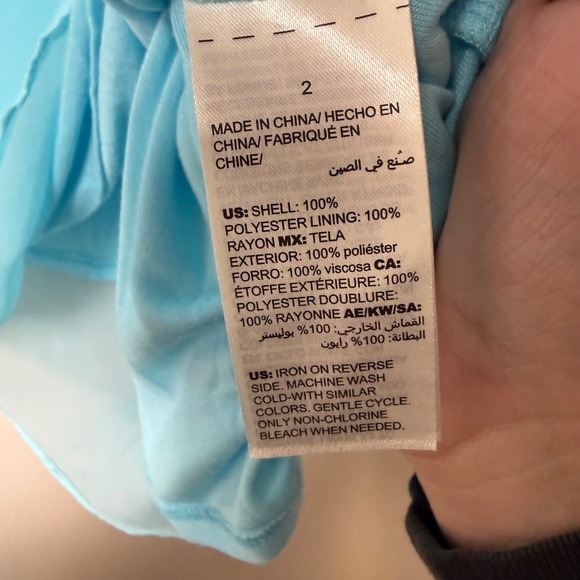 2
MADE IN CHINA/ HECHO EN
CHINA/ FABRIQUÉ EN
CHINE/
صُنع في الصين
US: SHELL: 100%
POLYESTER LINING: 100%
RAYON MX: TELA
EXTERIOR: 100% poliéster
FORRO: 100% viscosa CA:
ÉTOFFE EXTÉRIEURE: 100%
POLYESTER DOUBLURE:
100% RAYONNE AE/KW/SA:
القماش الخارجي: 100% بوليستر
البطانة: 100% رايون
US: IRON ON REVERSE
SIDE. MACHINE WASH
COLD-WITH SIMILAR
COLORS. GENTLE CYCLE.
ONLY NON-CHLORINE
BLEACH WHEN NEEDED.